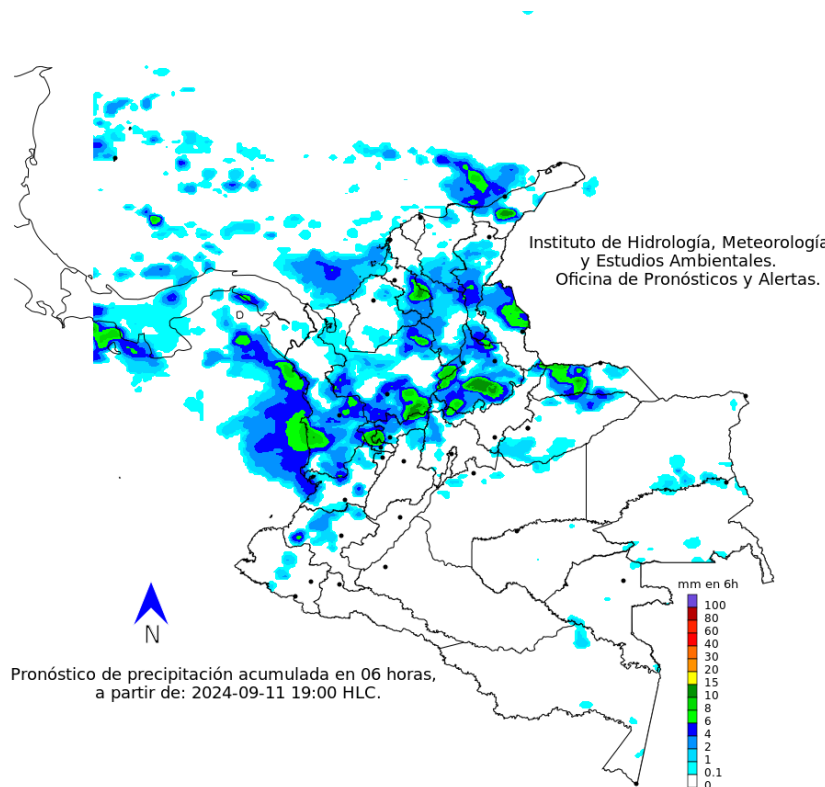 Instituto de Hidrología, Meteorología
y Estudios Ambientales.
Oficina de Pronósticos y Alertas.
mm en 6h
100
80
60
40
30
20
15
10
8
6
4
2
1
0.1
0
N
Pronóstico de precipitación acumulada en 06 horas,
a partir de: 2024-09-11 19:00 HLC.